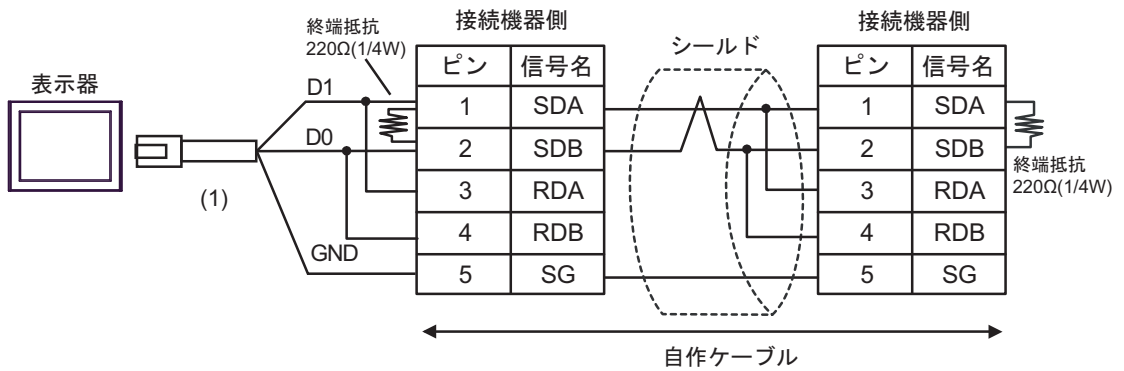 表示器
(1)
D1
D0
GND
終端抵抗
220Ω(1/4W)
接続機器側
ピン 信号名
1 SDA
2 SDB
3 RDA
4 RDB
5 SG
シールド
接続機器側
ピン 信号名
1 SDA
2 SDB
3 RDA
4 RDB
5 SG
終端抵抗
220Ω(1/4W)
自作ケーブル